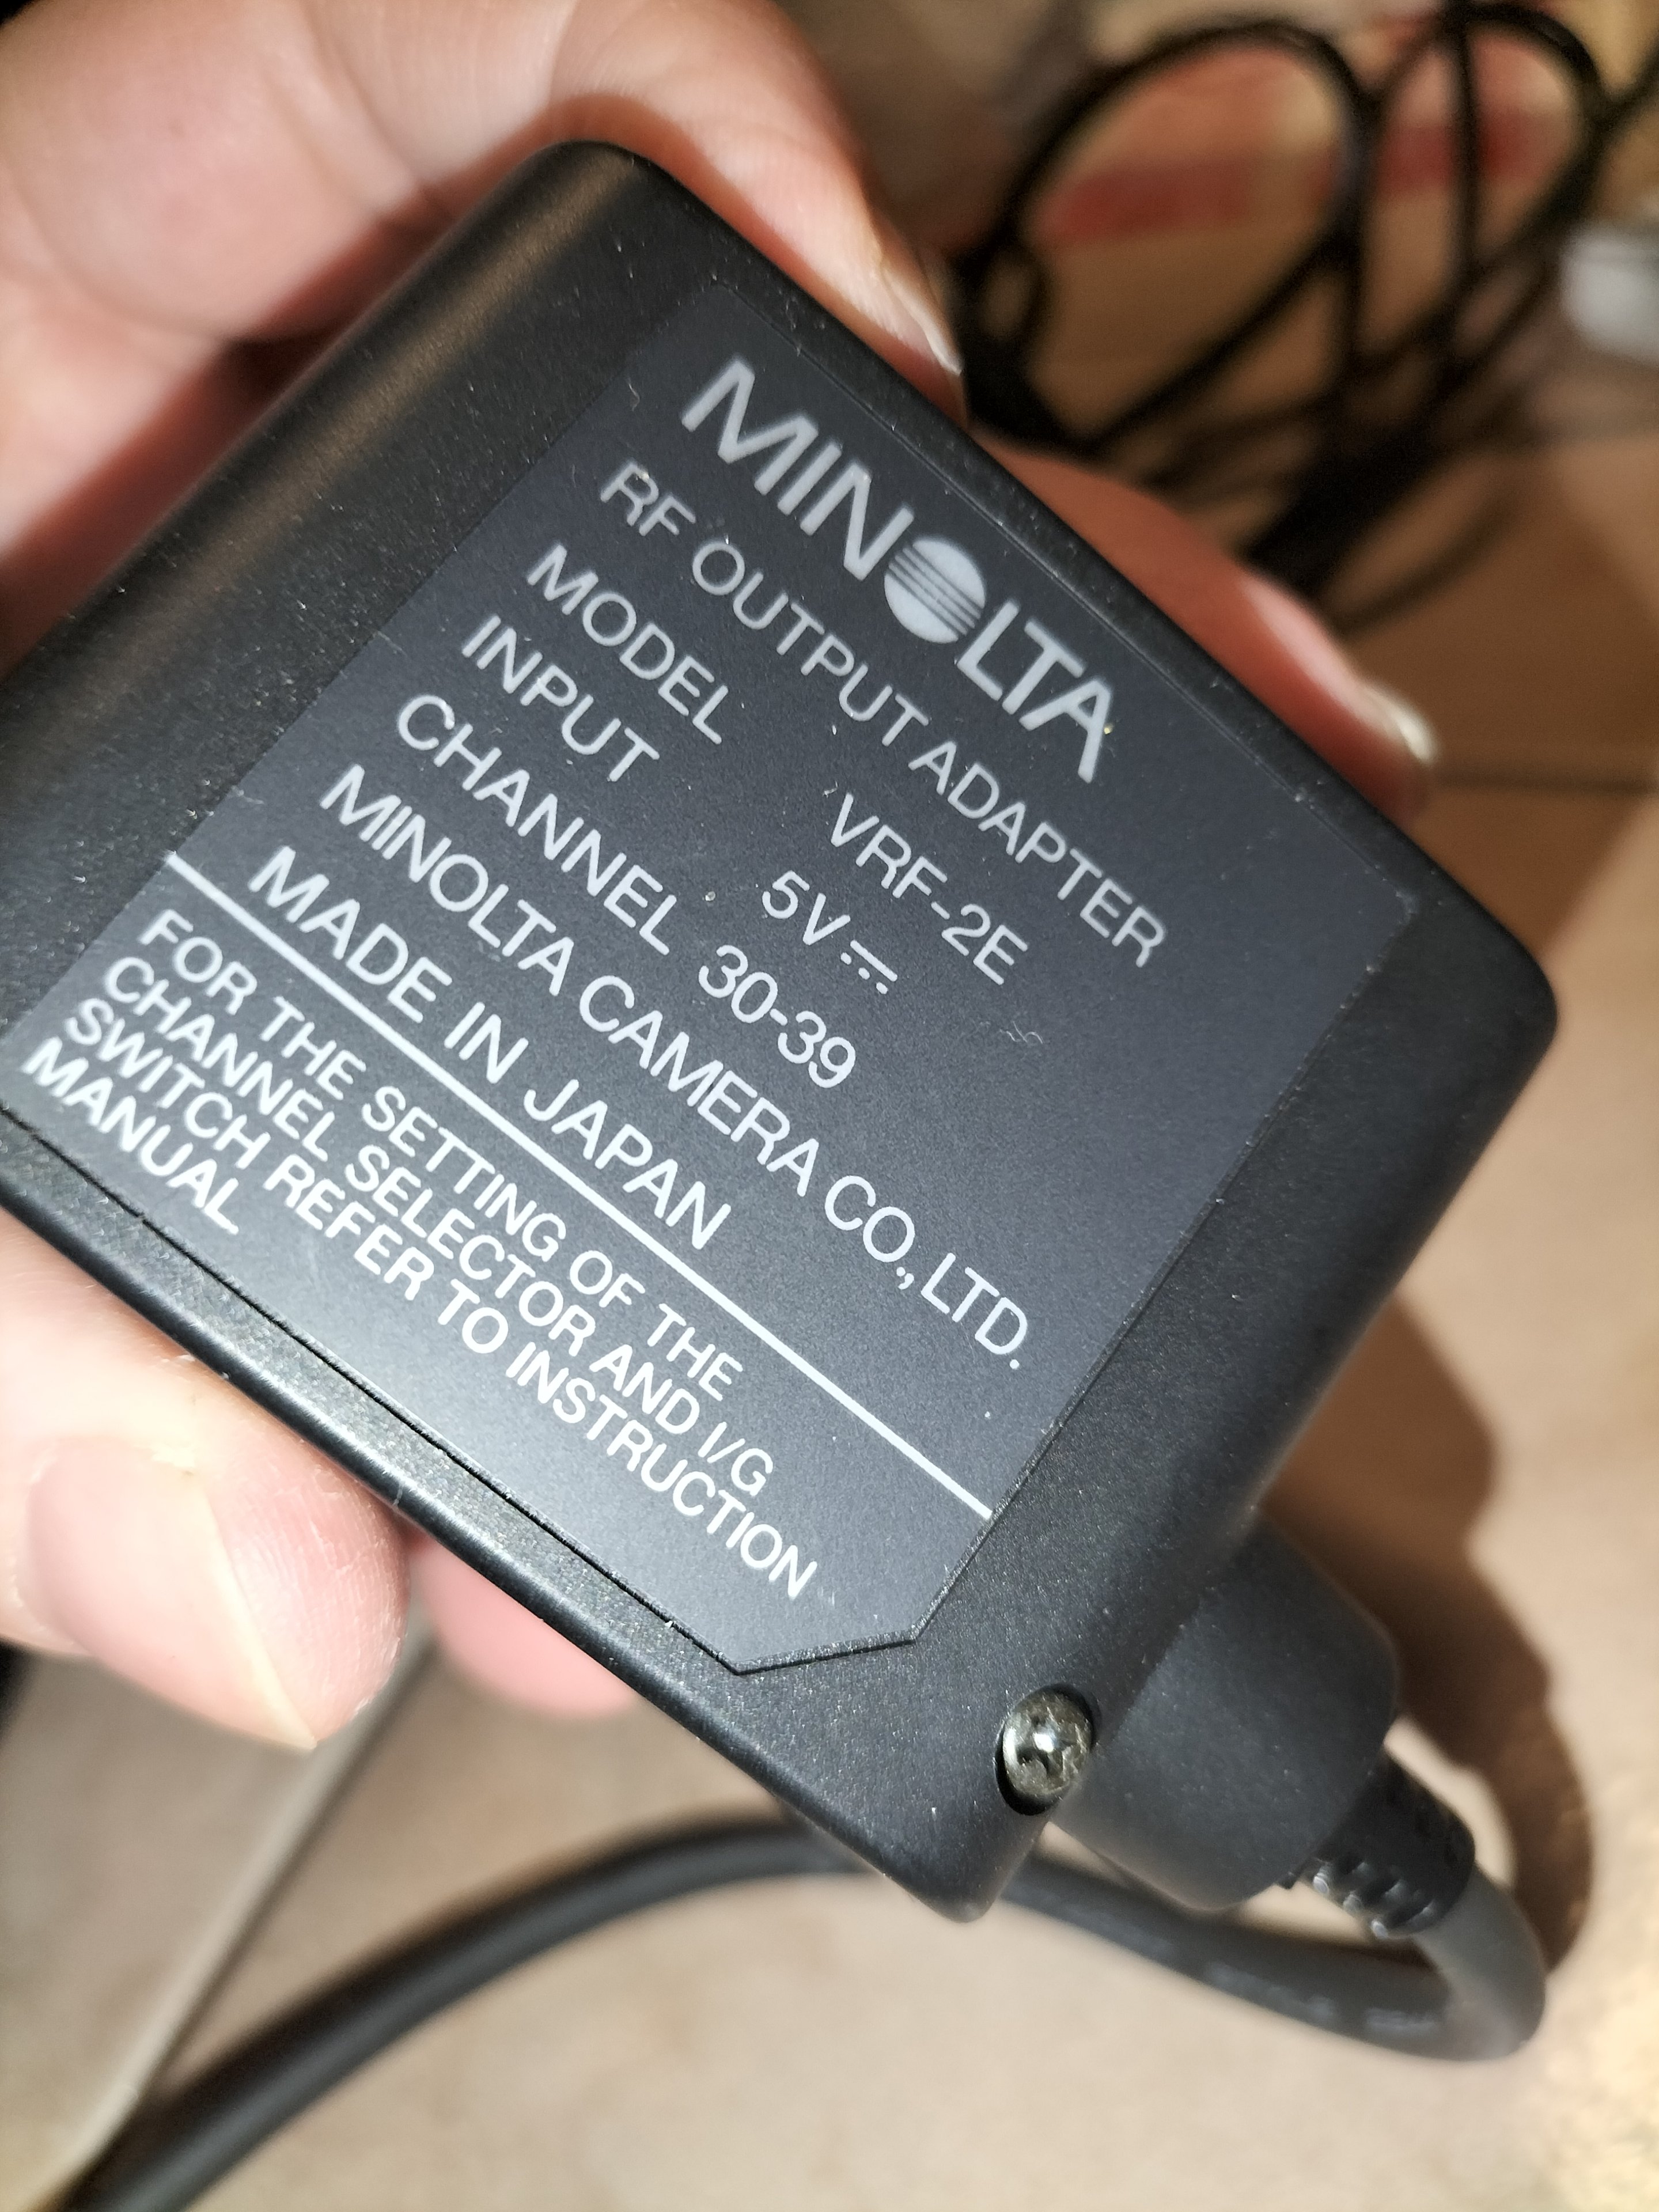 MINOLTA
RF OUTPUT ADAPTER
MODEL VRF-2E
INPUT 5V ⎓
CHANNEL 30-39
MINOLTA CAMERA CO., LTD.
MADE IN JAPAN
FOR THE SETTING OF THE
CHANNEL SELECTOR AND I/G
SWITCH REFER TO INSTRUCTION
MANUAL